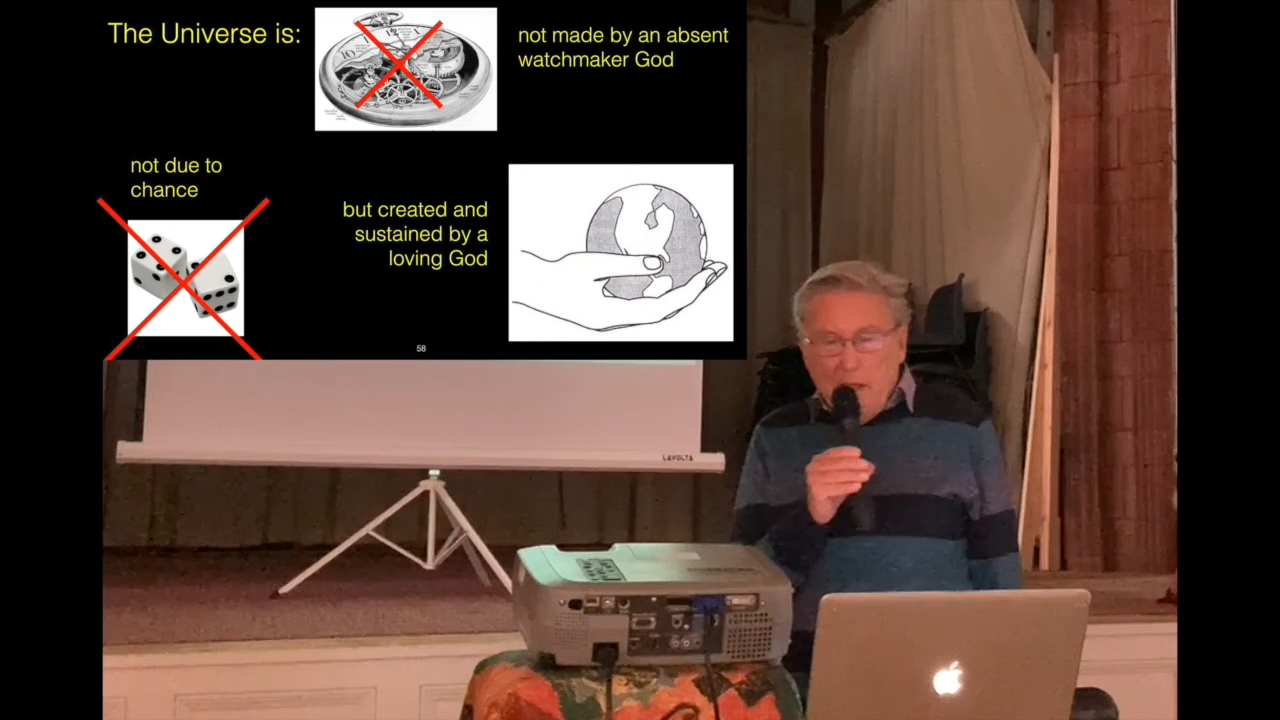 The Universe is:
not made by an absent
watchmaker God
not due to
chance
but created and
sustained by a
loving God
58
LAVOLTA